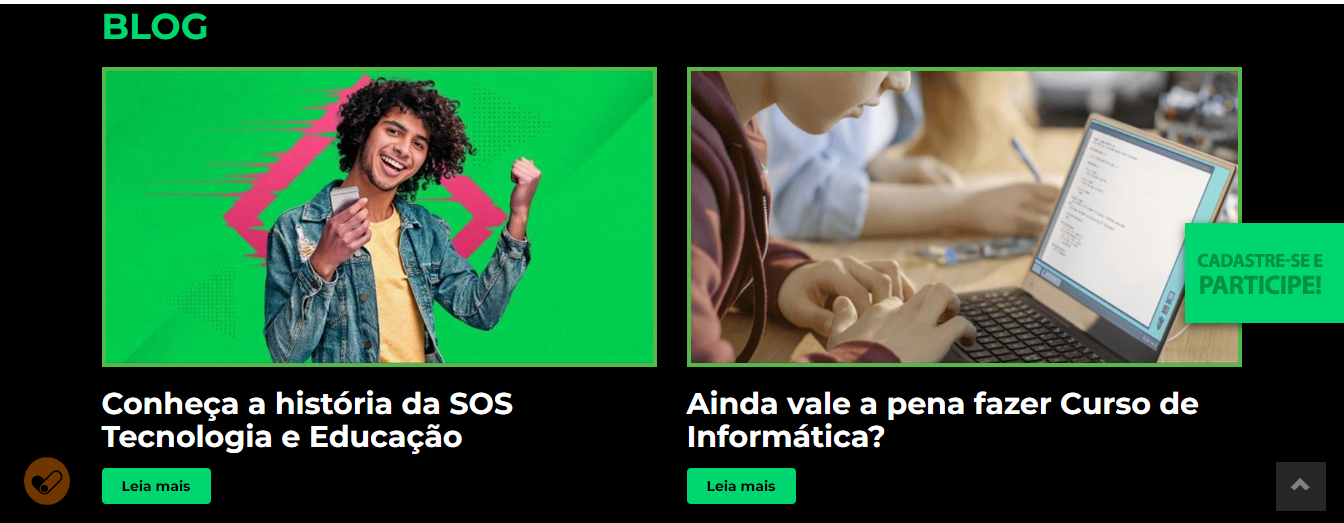 BLOG
CADASTRE-SE E
PARTICIPE!
Conheça a história da SOS
Tecnologia e Educação
Leia mais
Ainda vale a pena fazer Curso de
Informática?
Leia mais